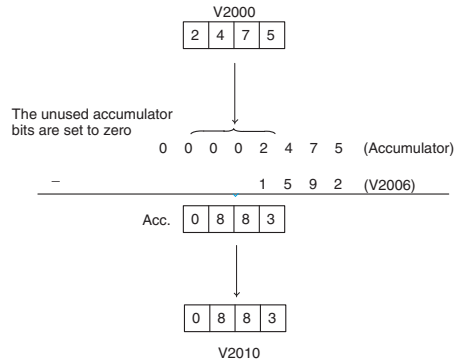 V2000
2 4 7 5
The unused accumulator
bits are set to zero
0 0 0 0 2 4 7 5 (Accumulator)
– 1 5 9 2 (V2006)
Acc. 0 8 8 3
0 8 8 3
V2010